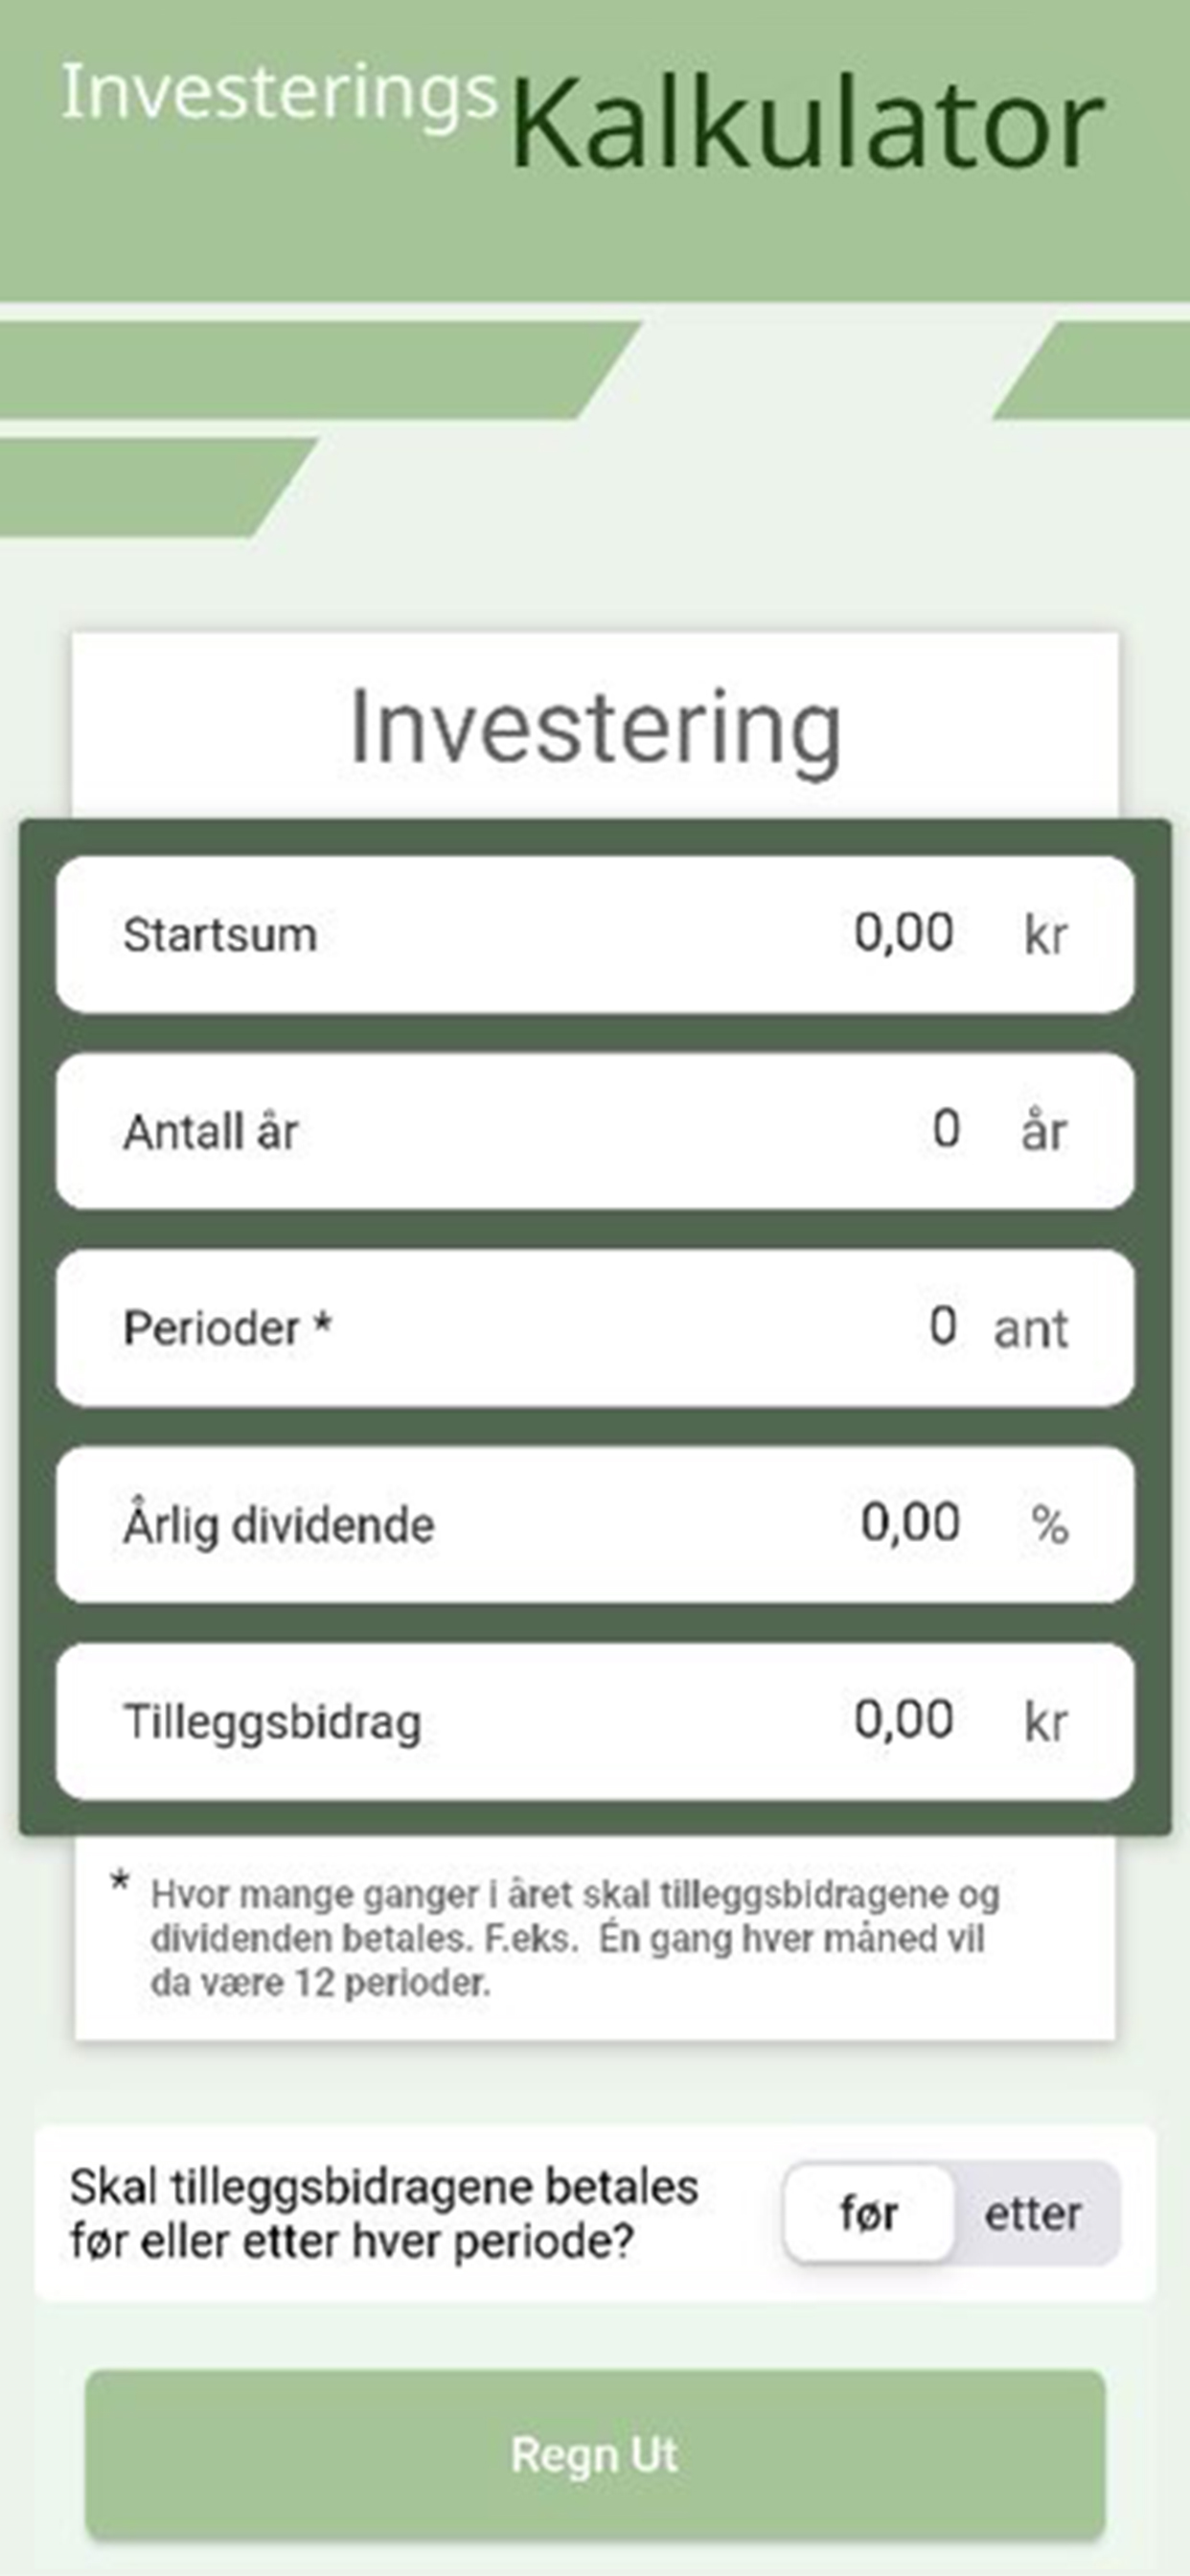 Investerings Kalkulator
Investering
Startsum 0,00 kr
Antall år 0 år
Perioder * 0 ant
Årlig dividende 0,00 %
Tilleggsbidrag 0,00 kr
* Hvor mange ganger i året skal tilleggsbidragene og
dividenden betales. F.eks. Én gang hver måned vil
da være 12 perioder.
Skal tilleggsbidragene betales
før eller etter hver periode?
før etter
Regn Ut